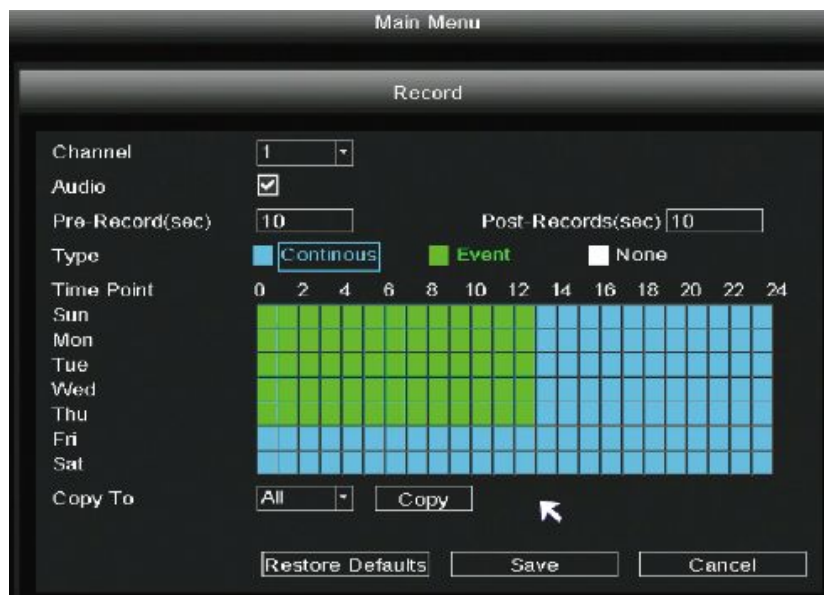 Main Menu
Record
Channel 1
Audio
Pre-Record(sec) 10 Post-Records(sec) 10
Type Continous Event None
Time Point 0 2 4 6 8 10 12 14 16 18 20 22 24
Sun
Mon
Tue
Wed
Thu
Fri
Sat
Copy To All Copy
Restore Defaults Save Cancel